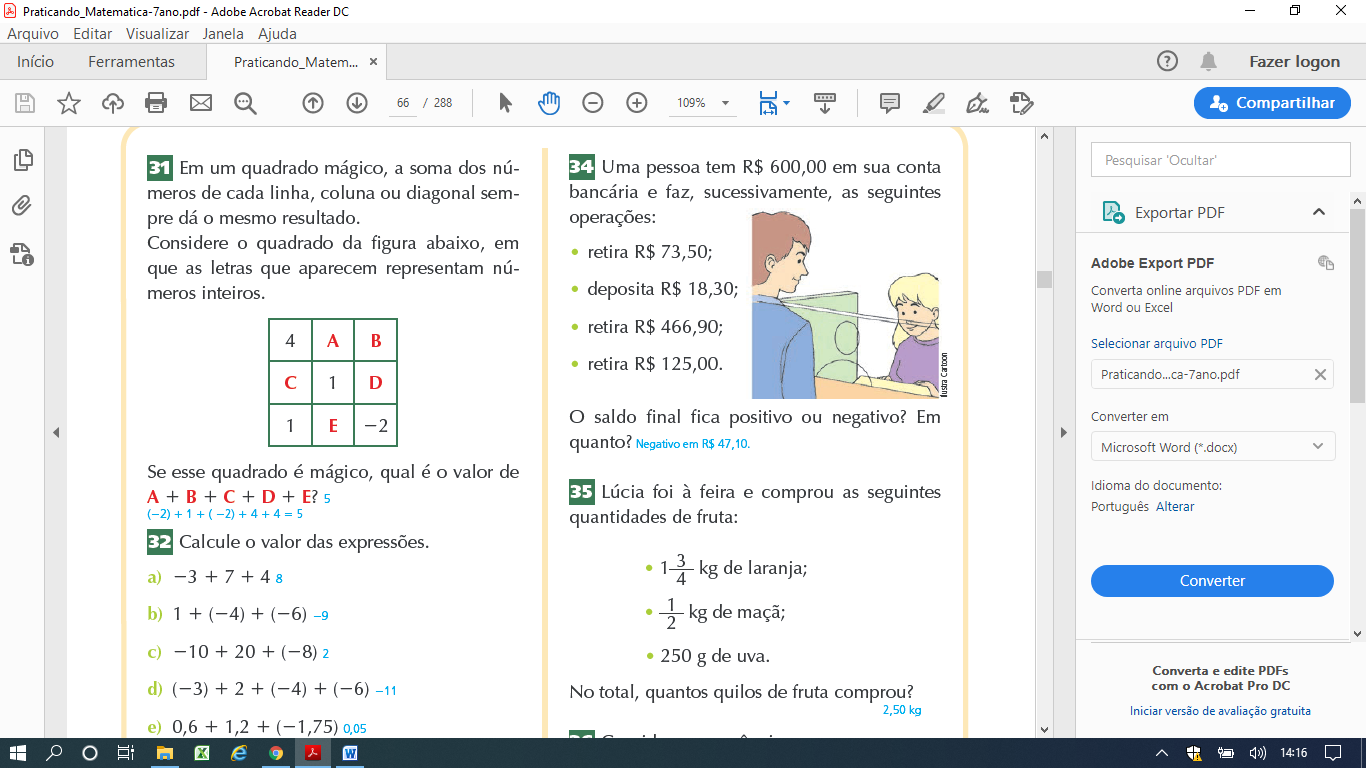 Praticando_Matematica-7ano.pdf - Adobe Acrobat Reader DC
Arquivo Editar Visualizar Janela Ajuda
Início Ferramentas Praticando_Matem... ×
Fazer logon
66 / 288 109% Compartilhar
31 Em um quadrado mágico, a soma dos nú-
meros de cada linha, coluna ou diagonal sem-
pre dá o mesmo resultado.
Considere o quadrado da figura abaixo, em
que as letras que aparecem representam nú-
meros inteiros.
4 A B
C 1 D
1 E −2
Se esse quadrado é mágico, qual é o valor de
A + B + C + D + E? 5
(−2) + 1 + ( −2) + 4 + 4 = 5
32 Calcule o valor das expressões.
a) −3 + 7 + 4 8
b) 1 + (−4) + (−6) −9
c) −10 + 20 + (−8) 2
d) (−3) + 2 + (−4) + (−6) −11
e) 0,6 + 1,2 + (−1,75) 0,05
34 Uma pessoa tem R$ 600,00 em sua conta
bancária e faz, sucessivamente, as seguintes
operações:
• retira R$ 73,50;
• deposita R$ 18,30;
• retira R$ 466,90;
• retira R$ 125,00.
Ilustra Cartoon
O saldo final fica positivo ou negativo? Em
quanto? Negativo em R$ 47,10.
35 Lúcia foi à feira e comprou as seguintes
quantidades de fruta:
• 1 3/4 kg de laranja;
• 1/2 kg de maçã;
• 250 g de uva.
No total, quantos quilos de fruta comprou?
2,50 kg
Pesquisar 'Ocultar'
Exportar PDF
Adobe Export PDF
Converta online arquivos PDF em
Word ou Excel
Selecionar arquivo PDF
Praticando...ca-7ano.pdf
Converter em
Microsoft Word (*.docx)
Idioma do documento:
Português Alterar
Converter
Converta e edite PDFs
com o Acrobat Pro DC
Iniciar versão de avaliação gratuita
14:16